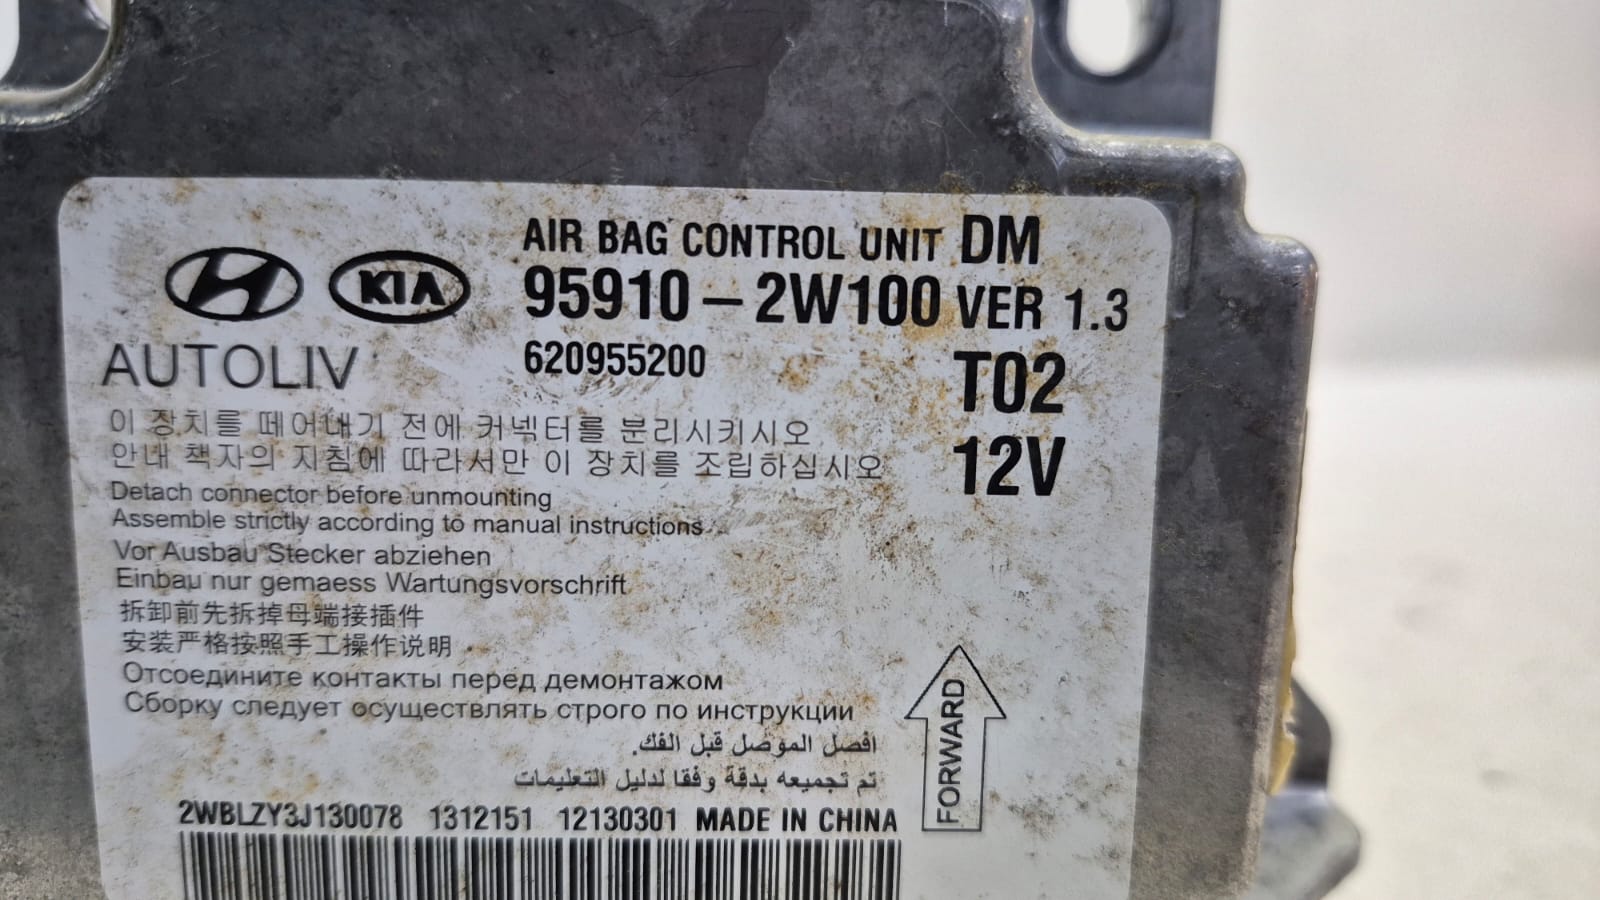 AIR BAG CONTROL UNIT DM
KIA
95910-2W100 VER 1.3
AUTOLIV
620955200
T02
12V
이 장치를 떼어내기 전에 커넥터를 분리시키시오
안내 책자의 지침에 따라서만 이 장치를 조립하십시오
Detach connector before unmounting
Assemble strictly according to manual instructions
Vor Ausbau Stecker abziehen
Einbau nur gemaess Wartungsvorschrift
拆卸前先拆掉母端接插件
安装严格按照手工操作说明
Отсоедините контакты перед демонтажом
Сборку следует осуществлять строго по инструкции
افصل الموصل قبل الفك.
تم تجميعه بدقة وفقا لدليل التعليمات
FORWARD
2WBLZY3J130078 1312151 12130301 MADE IN CHINA